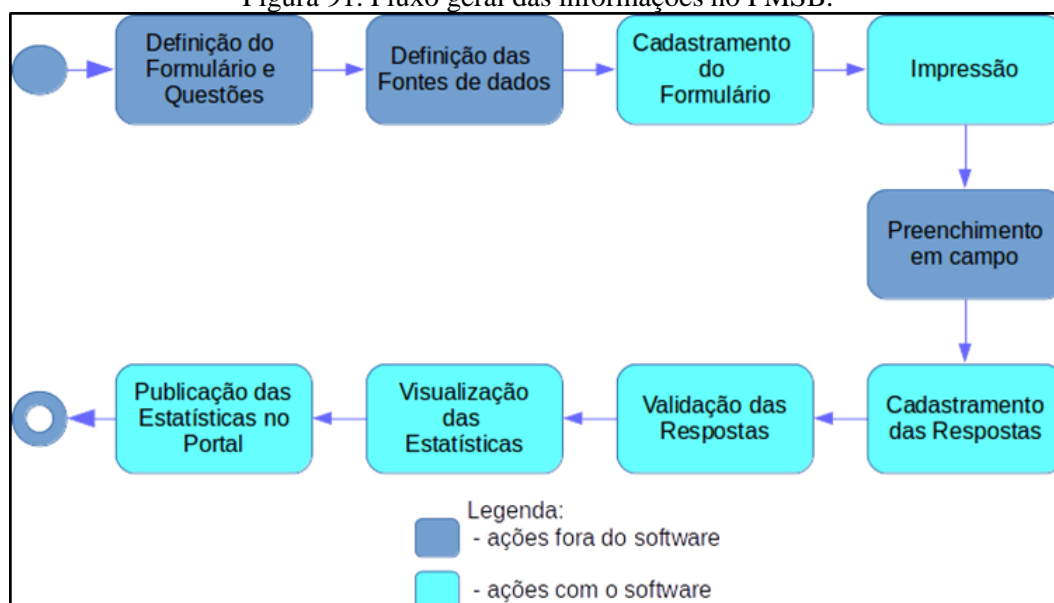 Figura 91: Fluxo geral das informações no PMSB.
Definição do
Formulário e
Questões
Definição das
Fontes de dados
Cadastramento
do
Formulário
Impressão
Preenchimento
em campo
Cadastramento
das Respostas
Validação das
Respostas
Visualização
das
Estatísticas
Publicação das
Estatísticas no
Portal
Legenda:
- ações fora do software
- ações com o software